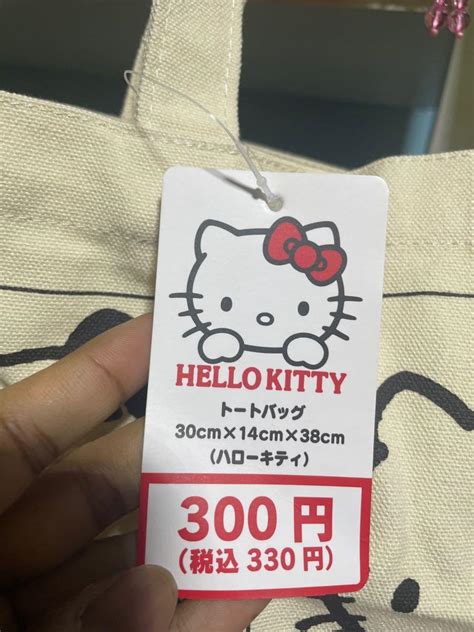 HELLO KITTY
トートバッグ
30cm×14cm×38cm
(ハローキティ)
300円
(税込 330円)